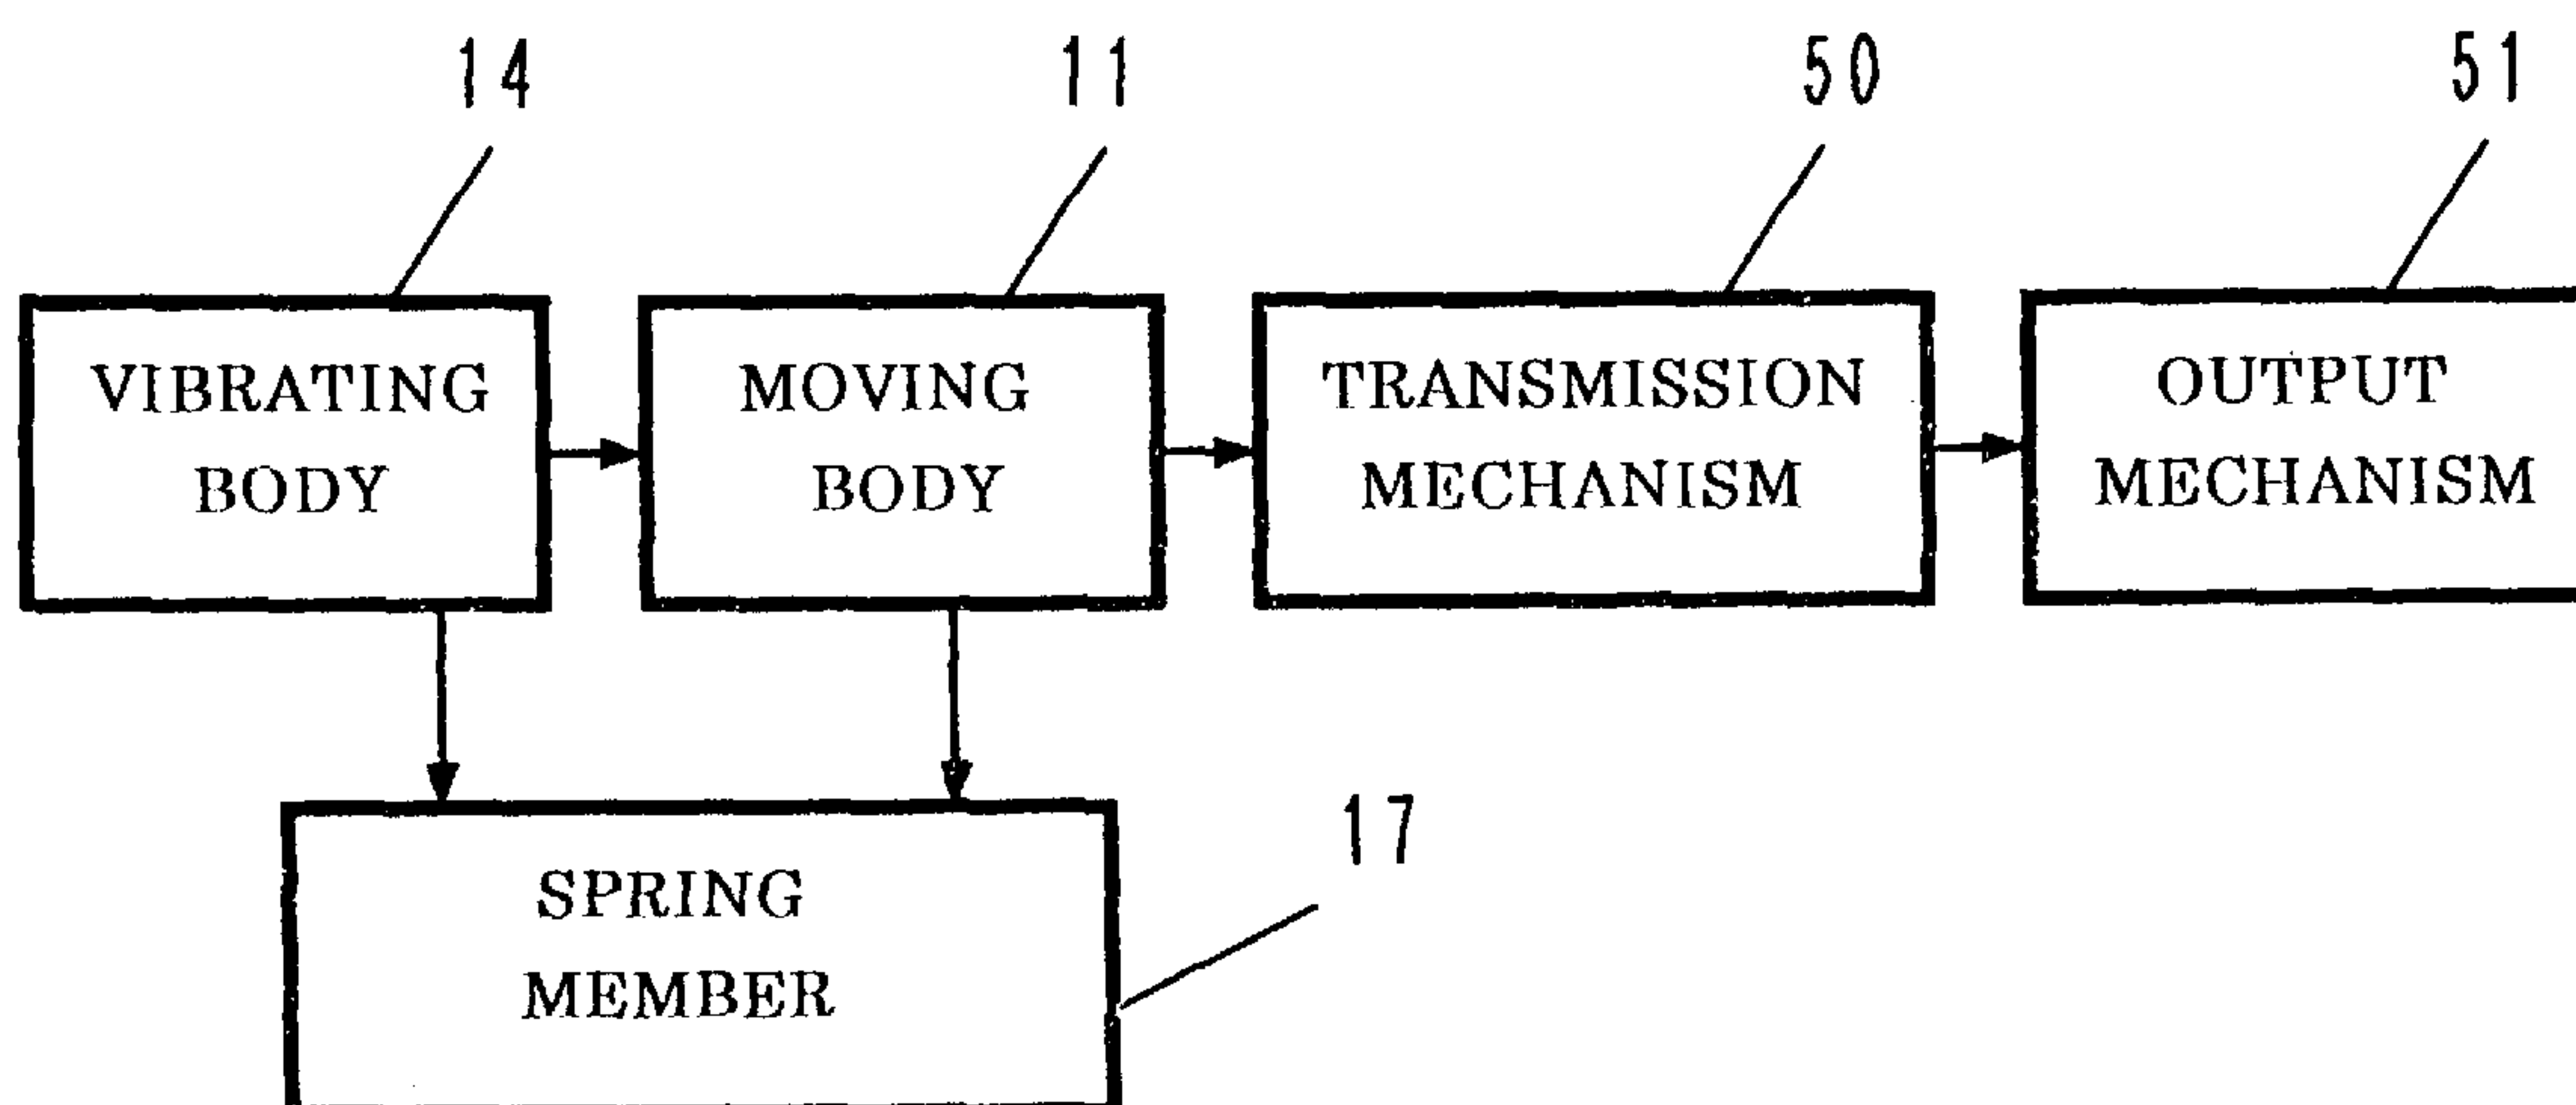 14
11
50
51
VIBRATING
BODY
MOVING
BODY
TRANSMISSION
MECHANISM
OUTPUT
MECHANISM
17
SPRING
MEMBER